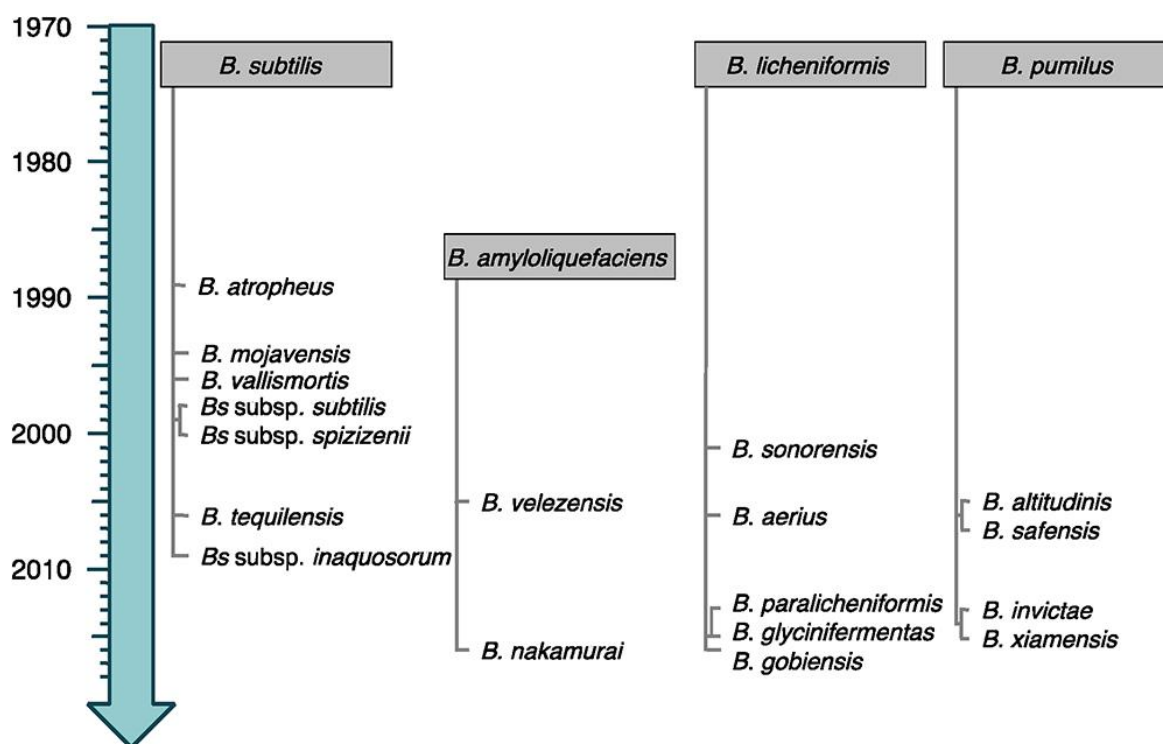 1970
1980
1990
2000
2010
B. subtilis
B. atropheus
B. mojavensis
B. vallismortis
Bs subsp. subtilis
Bs subsp. spizizenii
B. tequilensis
Bs subsp. inaquosorum
B. amyloliquefaciens
B. velezensis
B. nakamurai
B. licheniformis
B. sonorensis
B. aerius
B. paralicheniformis
B. glycinifermentas
B. gobiensis
B. pumilus
B. altitudinis
B. safensis
B. invictae
B. xiamensis